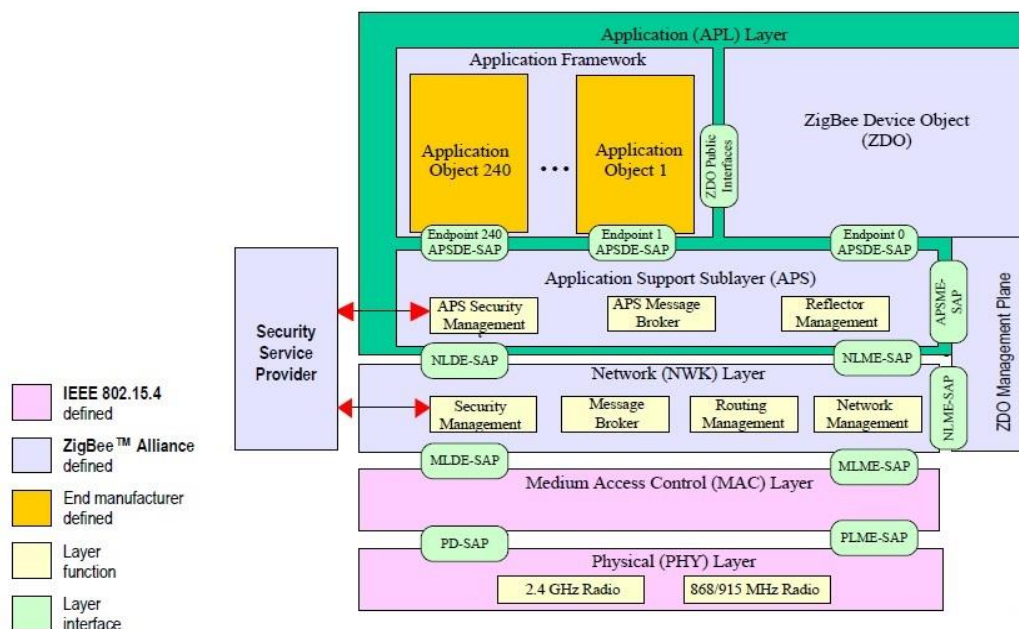 Application (APL) Layer
Application Framework
ZigBee Device Object
(ZDO)
Application
Object 240
...
Application
Object 1
ZDO Public
Interfaces
Endpoint 240
APSDE-SAP
Endpoint 1
APSDE-SAP
Endpoint 0
APSDE-SAP
Application Support Sublayer (APS)
APS Security
Management
APS Message
Broker
Reflector
Management
APSME-
SAP
Security
Service
Provider
NLDE-SAP
NLME-SAP
Network (NWK) Layer
Security
Management
Message
Broker
Routing
Management
Network
Management
NLME-SAP
ZDO Management Plane
MLDE-SAP
MLME-SAP
Medium Access Control (MAC) Layer
PD-SAP
PLME-SAP
Physical (PHY) Layer
2.4 GHz Radio
868/915 MHz Radio
IEEE 802.15.4
defined
ZigBee™ Alliance
defined
End manufacturer
defined
Layer
function
Layer
interface